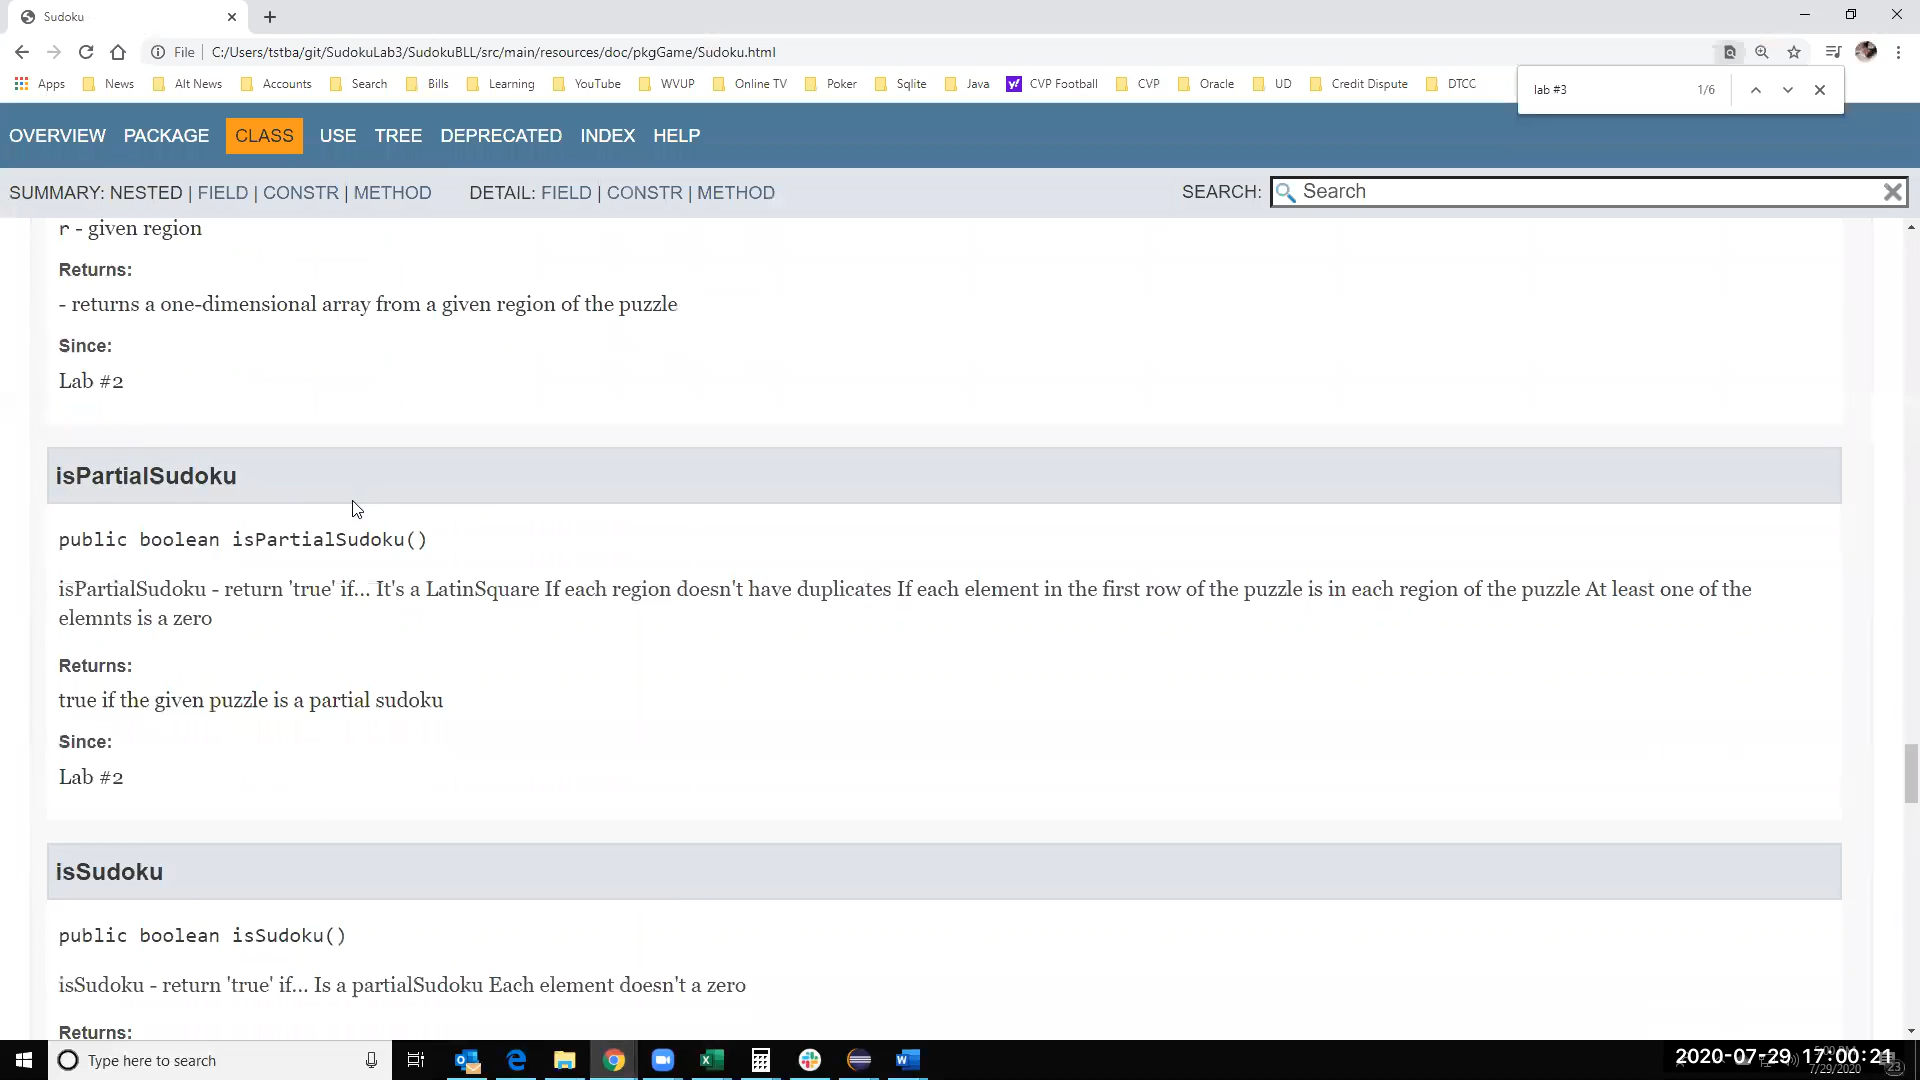 Sudoku
File
C:/Users/tstba/git/SudokuLab3/SudokuBLL/src/main/resources/doc/pkgGame/Sudoku.html
Apps News Alt News Accounts Search Bills Learning YouTube WVUP Online TV Poker Sqlite Java CVP Football CVP Oracle UD Credit Dispute DTCC
lab #3 1/6
OVERVIEW PACKAGE CLASS USE TREE DEPRECATED INDEX HELP
SUMMARY: NESTED | FIELD | CONSTR | METHOD DETAIL: FIELD | CONSTR | METHOD SEARCH: Search
r - given region
Returns:
- returns a one-dimensional array from a given region of the puzzle
Since:
Lab #2
isPartialSudoku
public boolean isPartialSudoku()
isPartialSudoku - return 'true' if... It's a LatinSquare If each region doesn't have duplicates If each element in the first row of the puzzle is in each region of the puzzle At least one of the
elemnts is a zero
Returns:
true if the given puzzle is a partial sudoku
Since:
Lab #2
isSudoku
public boolean isSudoku()
isSudoku - return 'true' if... Is a partialSudoku Each element doesn't a zero
Returns:
Type here to search
2020-07-29 17:00:21
7/29/2020
23